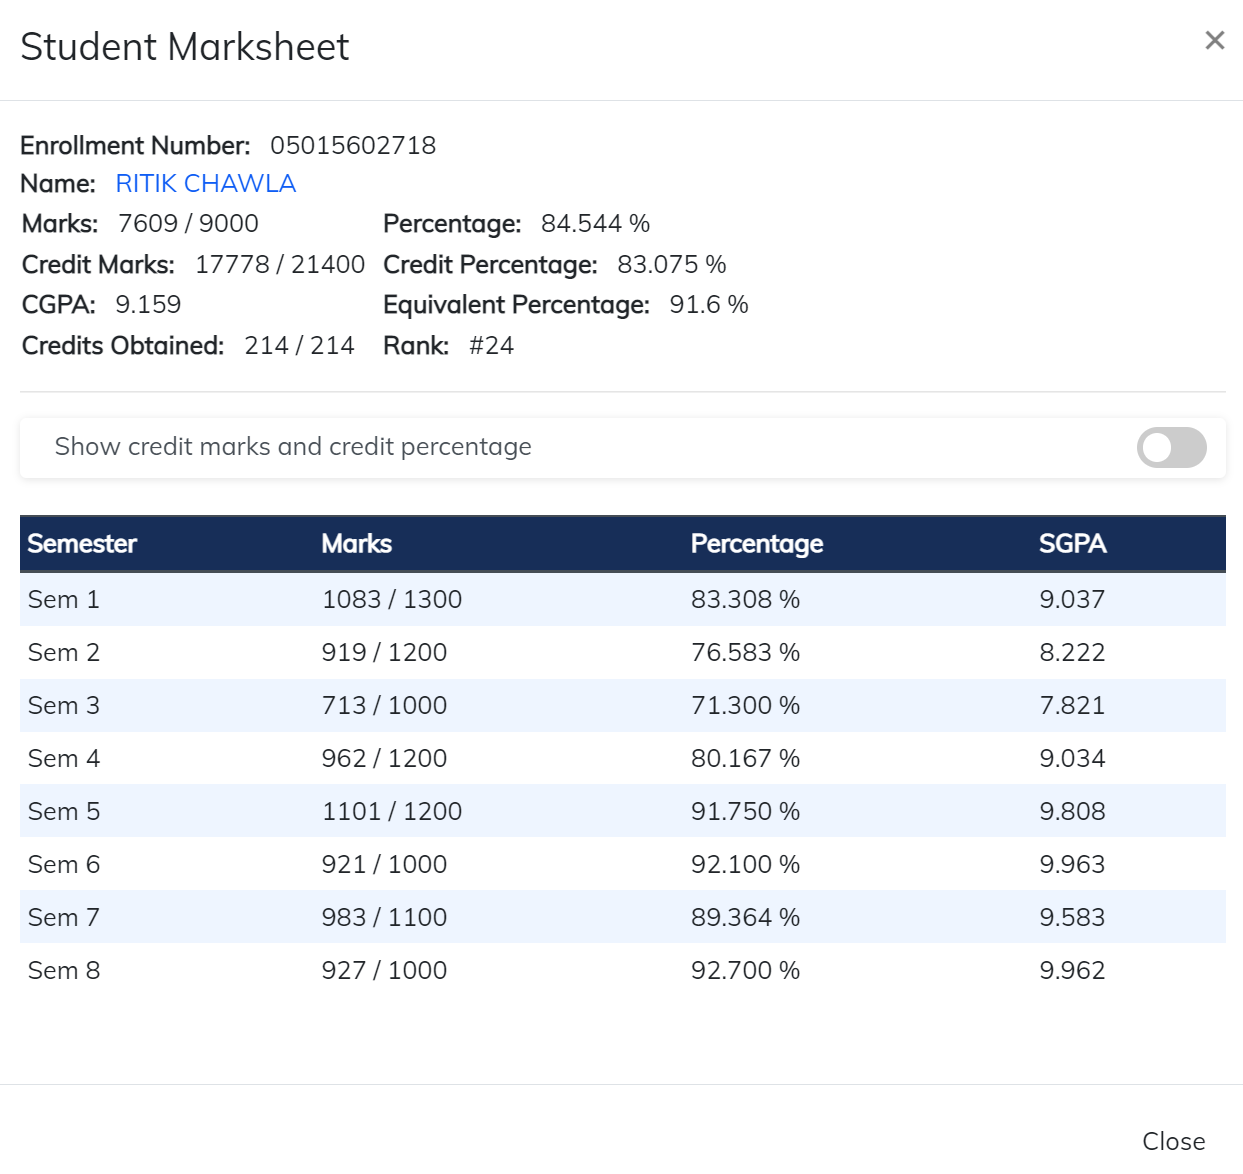 Student Marksheet ×
Enrollment Number: 05015602718
Name: RITIK CHAWLA
Marks: 7609 / 9000 Percentage: 84.544 %
Credit Marks: 17778 / 21400 Credit Percentage: 83.075 %
CGPA: 9.159 Equivalent Percentage: 91.6 %
Credits Obtained: 214 / 214 Rank: #24
Show credit marks and credit percentage
Semester Marks Percentage SGPA
Sem 1 1083 / 1300 83.308 % 9.037
Sem 2 919 / 1200 76.583 % 8.222
Sem 3 713 / 1000 71.300 % 7.821
Sem 4 962 / 1200 80.167 % 9.034
Sem 5 1101 / 1200 91.750 % 9.808
Sem 6 921 / 1000 92.100 % 9.963
Sem 7 983 / 1100 89.364 % 9.583
Sem 8 927 / 1000 92.700 % 9.962
Close